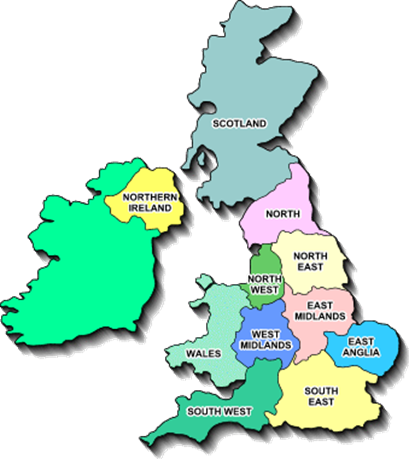 SCOTLAND
NORTHERN
IRELAND
NORTH
NORTH
EAST
NORTH
WEST
EAST
MIDLANDS
WEST
MIDLANDS
EAST
ANGLIA
WALES
SOUTH
EAST
SOUTH WEST